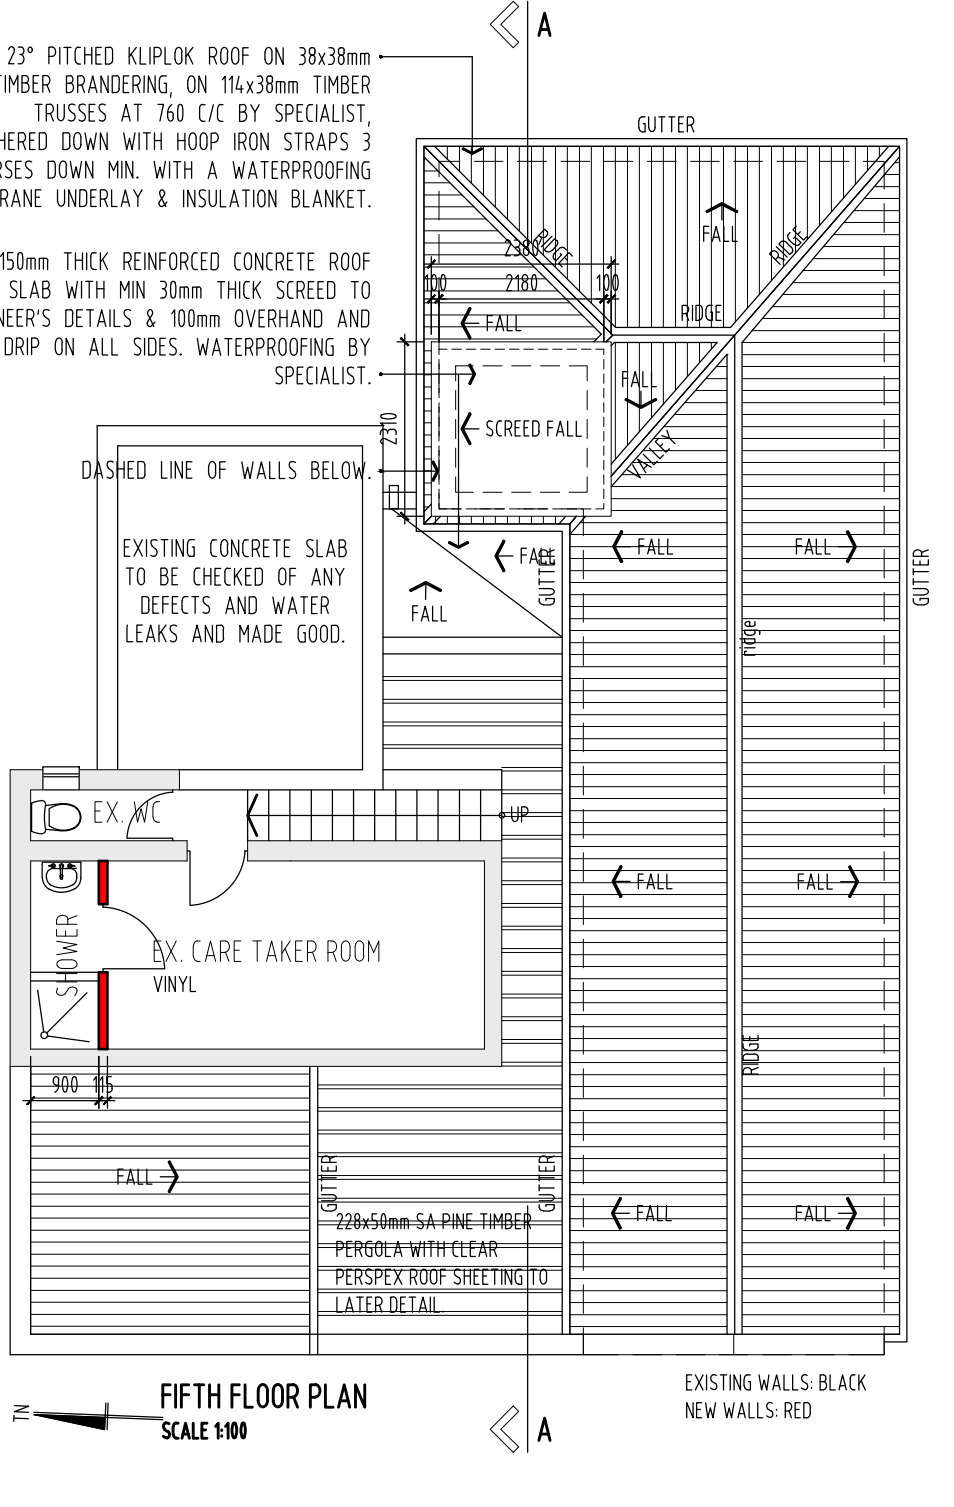 A
23° PITCHED KLIPLOK ROOF ON 38x38mm
TIMBER BRANDERING, ON 114x38mm TIMBER
TRUSSES AT 760 C/C BY SPECIALIST,
DOWN WITH HOOP IRON STRAPS 3
DOWN MIN. WITH A WATERPROOFING
UNDERLAY & INSULATION BLANKET.
GUTTER
FALL
RIDGE
RIDGE
2380
150mm THICK REINFORCED CONCRETE ROOF
SLAB WITH MIN 30mm THICK SCREED TO
DETAILS & 100mm OVERHAND AND
DRIP ON ALL SIDES. WATERPROOFING BY
SPECIALIST.
100 2180 100
RIDGE
FALL
FALL
2310
SCREED FALL
VALLEY
DASHED LINE OF WALLS BELOW.
EXISTING CONCRETE SLAB
TO BE CHECKED OF ANY
DEFECTS AND WATER
LEAKS AND MADE GOOD.
FALL
FALL
GUTTER
FALL
FALL
GUTTER
ridge
EX. WC
UP
SHOWER
EX. CARE TAKER ROOM
VINYL
FALL
FALL
RIDGE
900 115
FALL
GUTTER
GUTTER
FALL
FALL
228x50mm SA PINE TIMBER
PERGOLA WITH CLEAR
PERSPEX ROOF SHEETING TO
LATER DETAIL.
TN
FIFTH FLOOR PLAN
SCALE 1:100
A
EXISTING WALLS: BLACK
NEW WALLS: RED